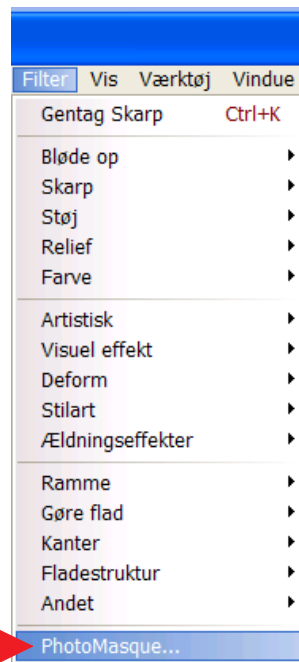 Filter Vis Værktøj Vindue
Gentag Skarp Ctrl+K
Bløde op
Skarp
Støj
Relief
Farve
Artistisk
Visuel effekt
Deform
Stilart
Ældningseffekter
Ramme
Gøre flad
Kanter
Fladestruktur
Andet
PhotoMasque...